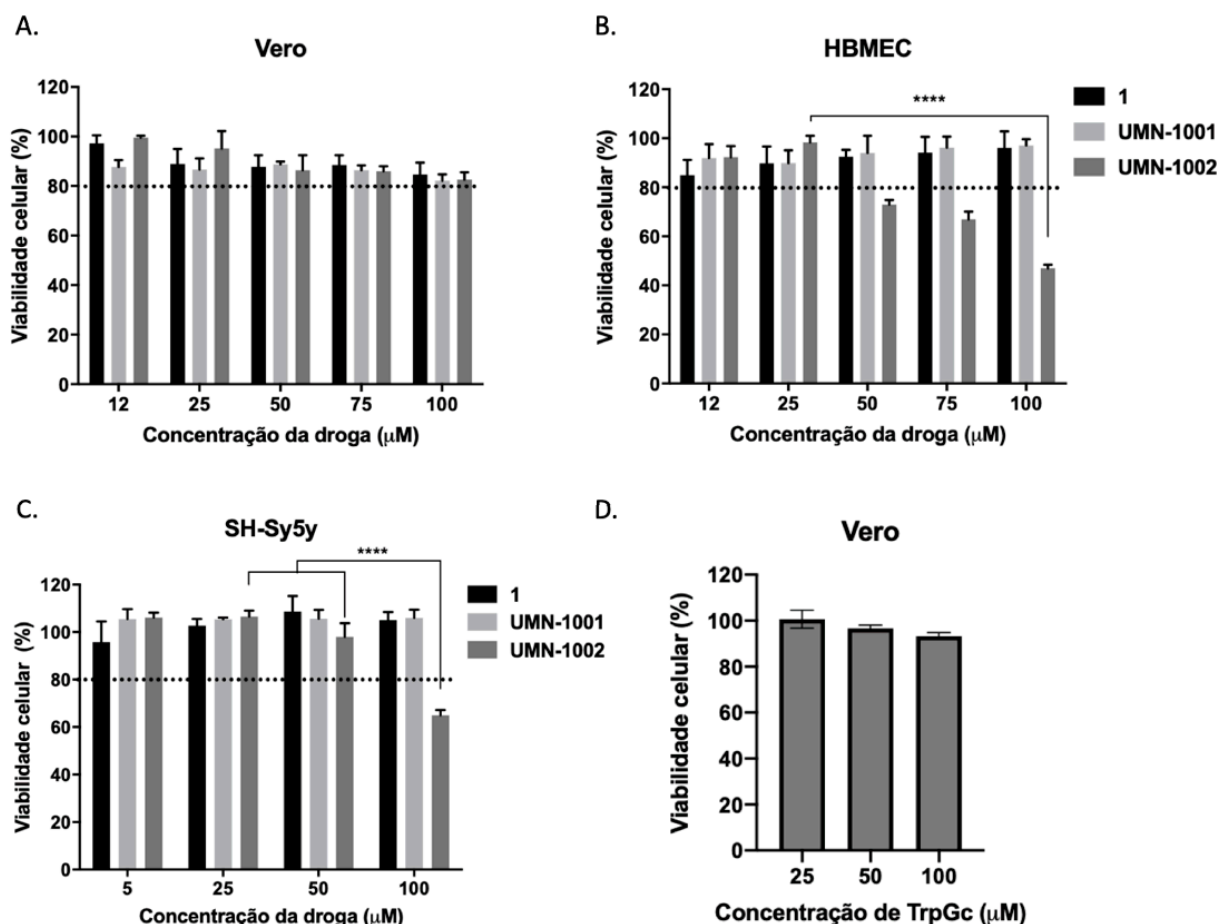 A.
Vero
Viabilidade celular (%)
120
100
80
60
40
20
0
12 25 50 75 100
Concentração da droga (μM)
B.
HBMEC
Viabilidade celular (%)
120
100
80
60
40
20
0
****
12 25 50 75 100
Concentração da droga (μM)
1
UMN-1001
UMN-1002
C.
SH-Sy5y
Viabilidade celular (%)
120
100
80
60
40
20
0
****
5 25 50 100
Concentração da droga (μM)
1
UMN-1001
UMN-1002
D.
Vero
Viabilidade celular (%)
120
100
80
60
40
20
0
25 50 100
Concentração de TrpGc (μM)